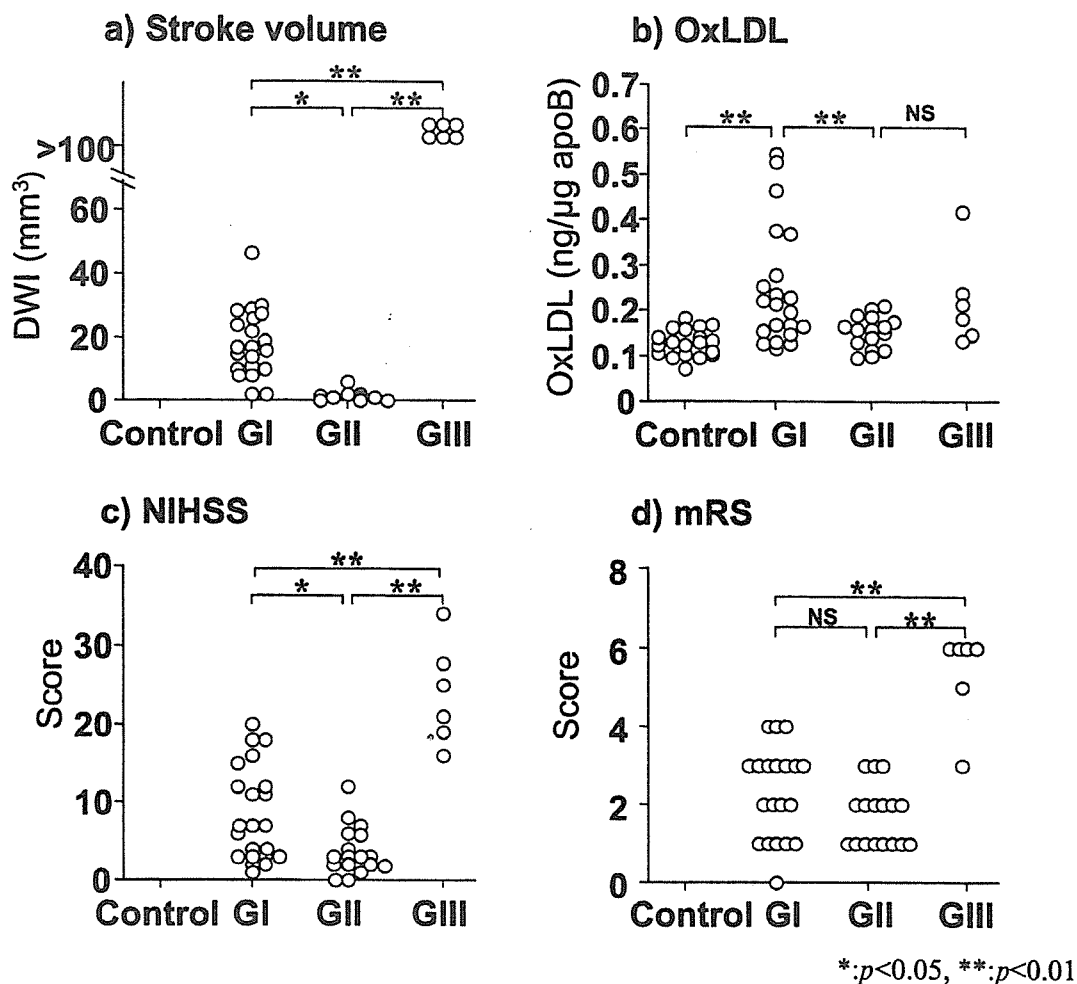 a) Stroke volume
** 
* **
DWI (mm³)
>100
60
40
20
0
Control GI GII GIII
b) OxLDL
OxLDL (ng/µg apoB)
0.7
0.6
0.5
0.4
0.3
0.2
0.1
0
** ** NS
Control GI GII GIII
c) NIHSS
Score
40
30
20
10
0
**
* **
Control GI GII GIII
d) mRS
Score
8
6
4
2
0
**
NS **
Control GI GII GIII
*:p<0.05, **:p<0.01